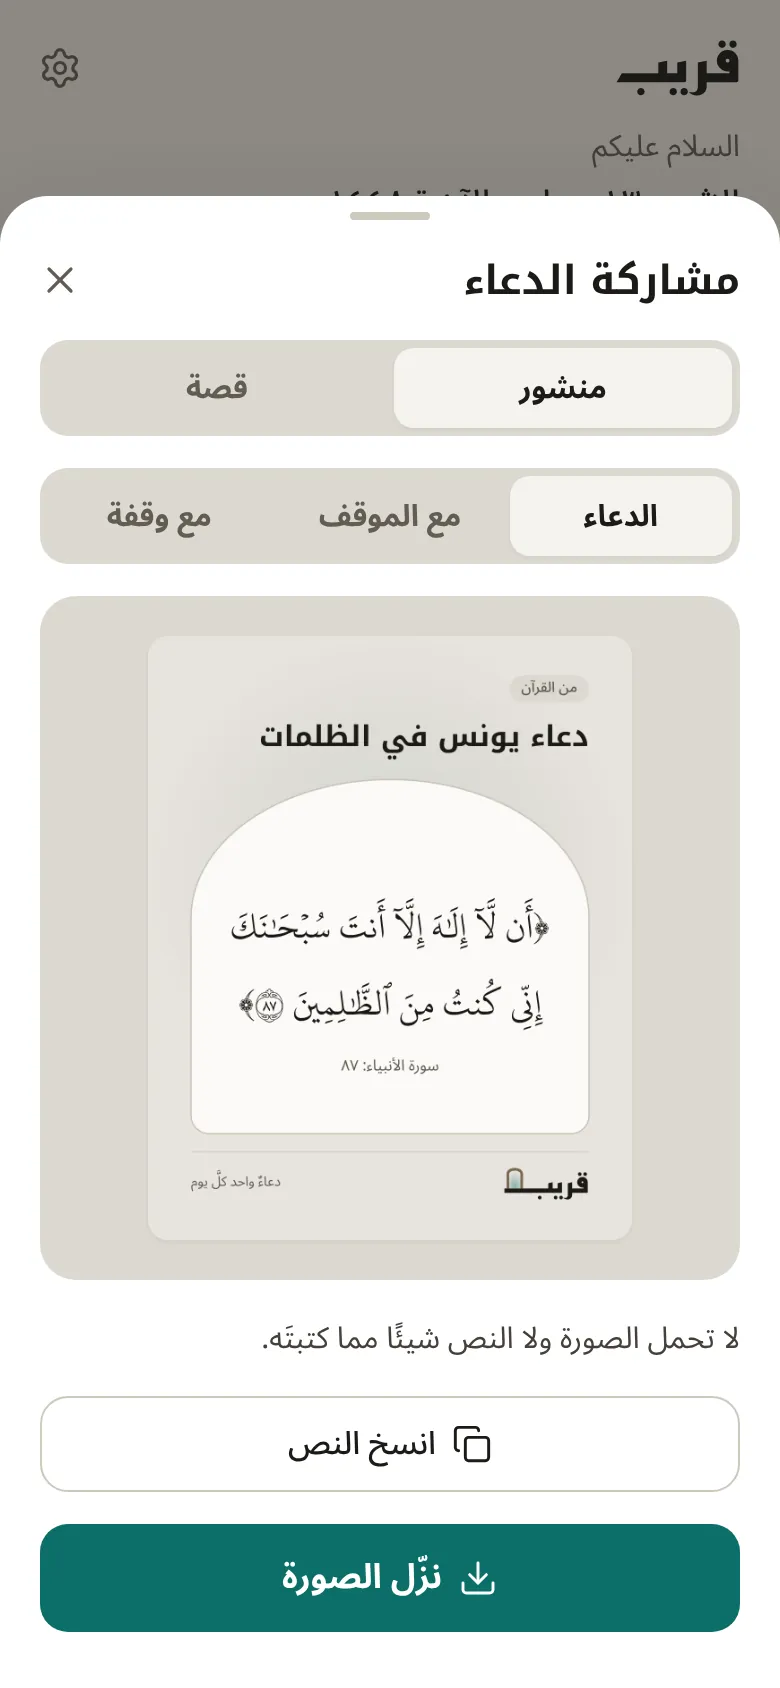 قريب
السلام عليكم
مشاركة الدعاء
منشور
قصة
الدعاء
مع الموقف
مع وقفة
من القرآن
دعاء يونس في الظلمات
﴿أَن لَّآ إِلَٰهَ إِلَّآ أَنتَ سُبْحَٰنَكَ
إِنِّي كُنتُ مِنَ ٱلظَّٰلِمِينَ ٨٧﴾
سورة الأنبياء: ٨٧
قريب
دعاءٌ واحد كلَّ يوم
لا تحمل الصورة ولا النص شيئًا مما كتبتَه.
انسخ النص
نزّل الصورة